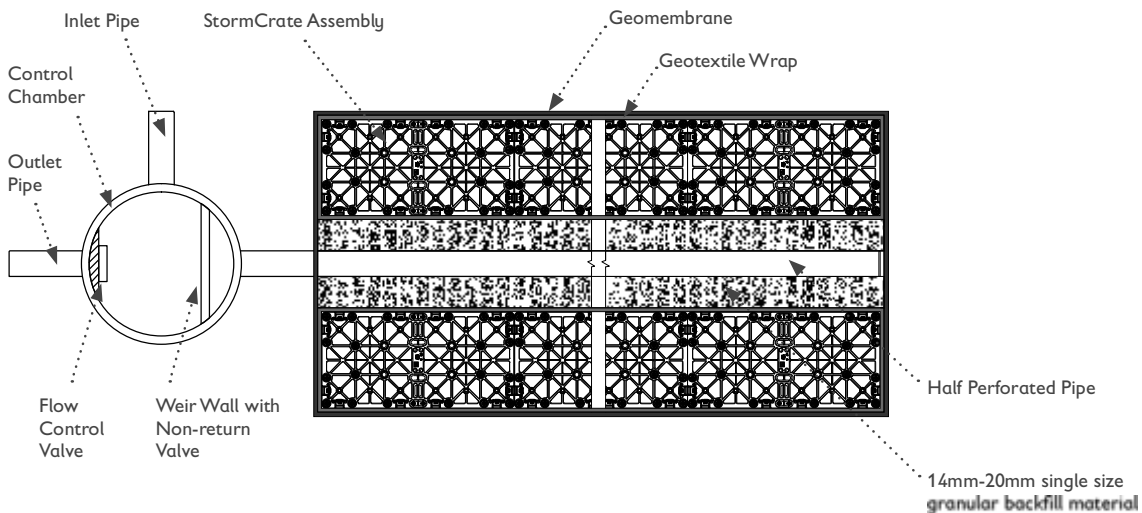 Inlet Pipe
StormCrate Assembly
Geomembrane
Geotextile Wrap
Control
Chamber
Outlet
Pipe
Flow
Control
Valve
Weir Wall with
Non-return
Valve
Half Perforated Pipe
14mm-20mm single size
granular backfill material